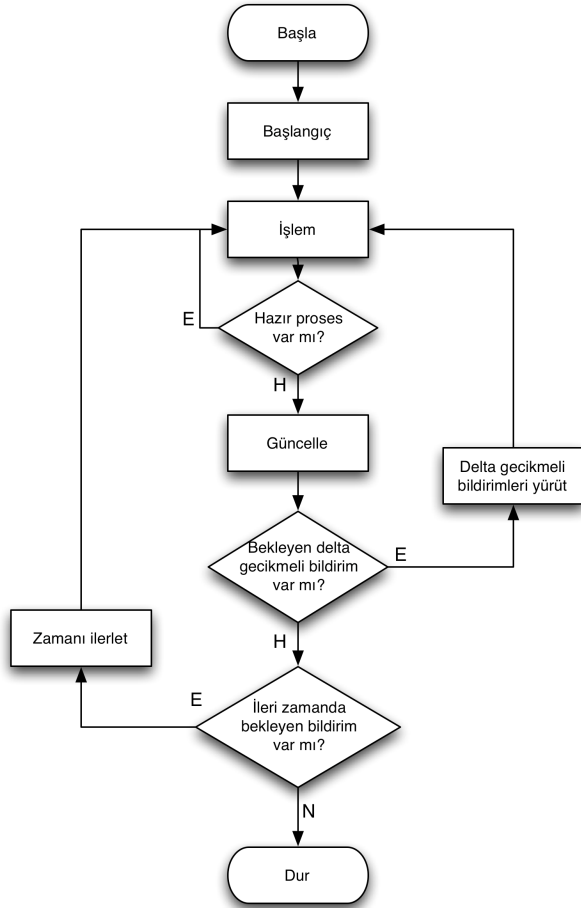 Başla
Başlangıç
İşlem
Hazır proses
var mı?
E
H
Güncelle
Delta gecikmeli
bildirimleri yürüt
Bekleyen delta
gecikmeli bildirim
var mı?
E
H
Zamanı ilerlet
İleri zamanda
bekleyen bildirim
var mı?
E
N
Dur